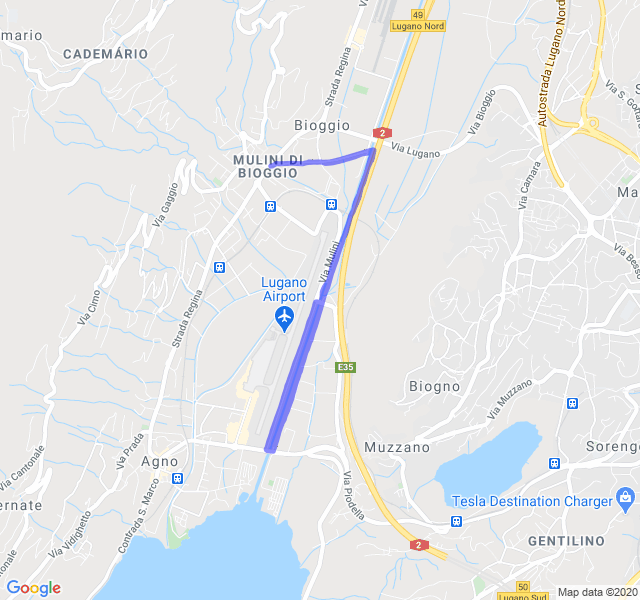 49
Lugano Nord
mario
CADEMÁRIO
Strada Regina
Autostrada Lugano Nord
Via S. Gottar
Bioggio
2
Via Lugano
Via Bioggio
MULINI DI
BIOGGIO
Via Camara
Via Gaggio
Ma
Via Besso
Via Mulini
Lugano
Airport
Via Cimo
Strada Regina
E35
Biogno
Via Muzzano
Muzzano
Sorengo
Agno
Via Prada
Via Cantonale
Contrada S. Marco
Via Piodella
ernate
Tesla Destination Charger
Via Vidighetto
Cantonale
2
GENTILINO
50
Lugano Sud
Google
Map data ©2020